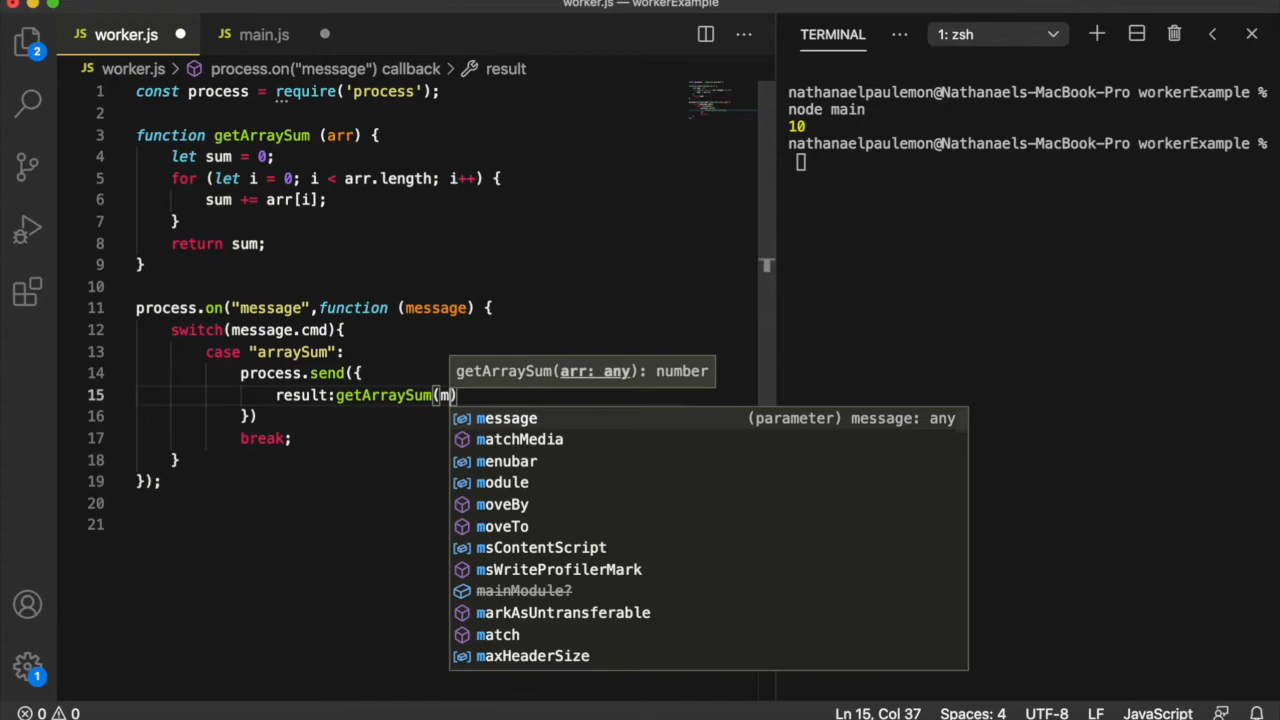 worker.js — workerExample
JS worker.js
JS main.js
TERMINAL
1: zsh
2
JS worker.js > process.on("message") callback > result
1 const process = require('process');
2
3 function getArraySum (arr) {
4 let sum = 0;
5 for (let i = 0; i < arr.length; i++) {
6 sum += arr[i];
7 }
8 return sum;
9 }
10
11 process.on("message",function (message) {
12 switch(message.cmd){
13 case "arraySum":
14 process.send({
15 result:getArraySum(m)
16 })
17 break;
18 }
19 });
20
21
getArraySum(arr: any): number
message (parameter) message: any
matchMedia
menubar
module
moveBy
moveTo
msContentScript
msWriteProfilerMark
mainModule?
markAsUntransferable
match
maxHeaderSize
nathanaelpaulemon@Nathanaels-MacBook-Pro workerExample %
node main
10
nathanaelpaulemon@Nathanaels-MacBook-Pro workerExample %
1
0 0
Ln 15, Col 37 Spaces: 4 UTF-8 LF JavaScript